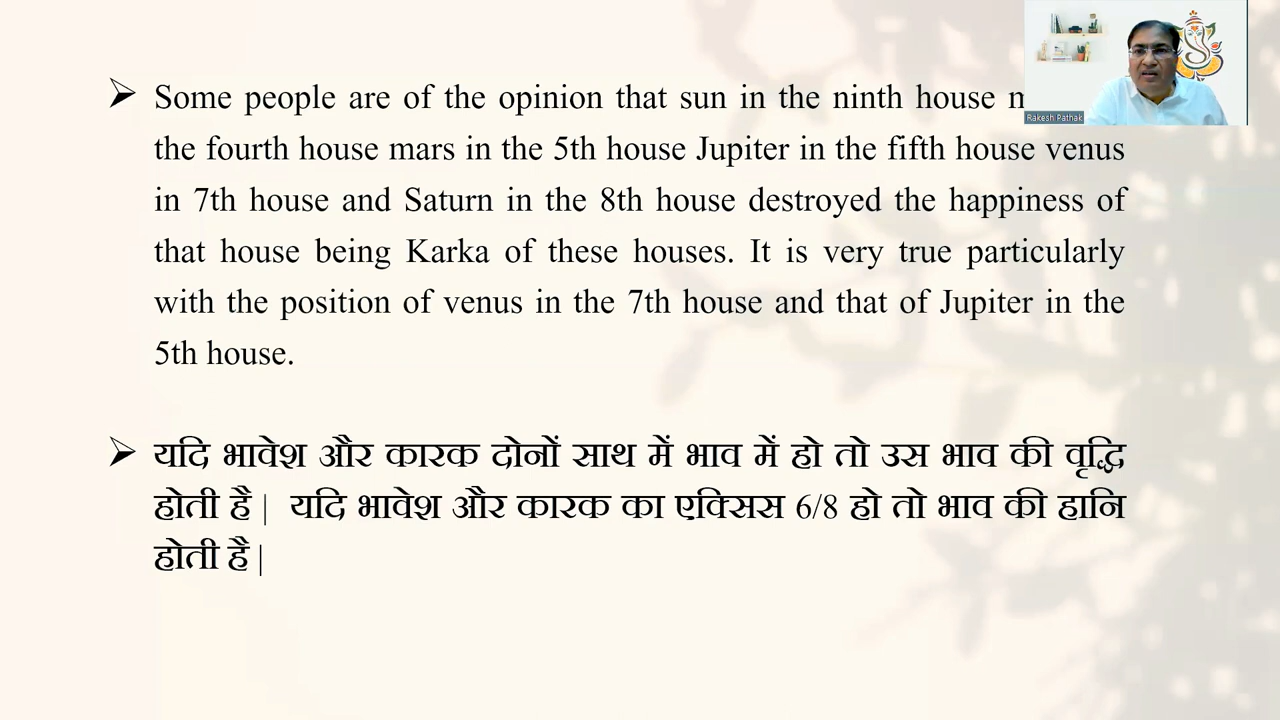 Some people are of the opinion that sun in the ninth house
the fourth house mars in the 5th house Jupiter in the fifth house venus
in 7th house and Saturn in the 8th house destroyed the happiness of
that house being Karka of these houses. It is very true particularly
with the position of venus in the 7th house and that of Jupiter in the
5th house.
यदि भावेश और कारक दोनों साथ में भाव में हो तो उस भाव की वृद्धि
होती है | यदि भावेश और कारक का एक्सिस 6/8 हो तो भाव की हानि
होती है |
Rakesh Pathak